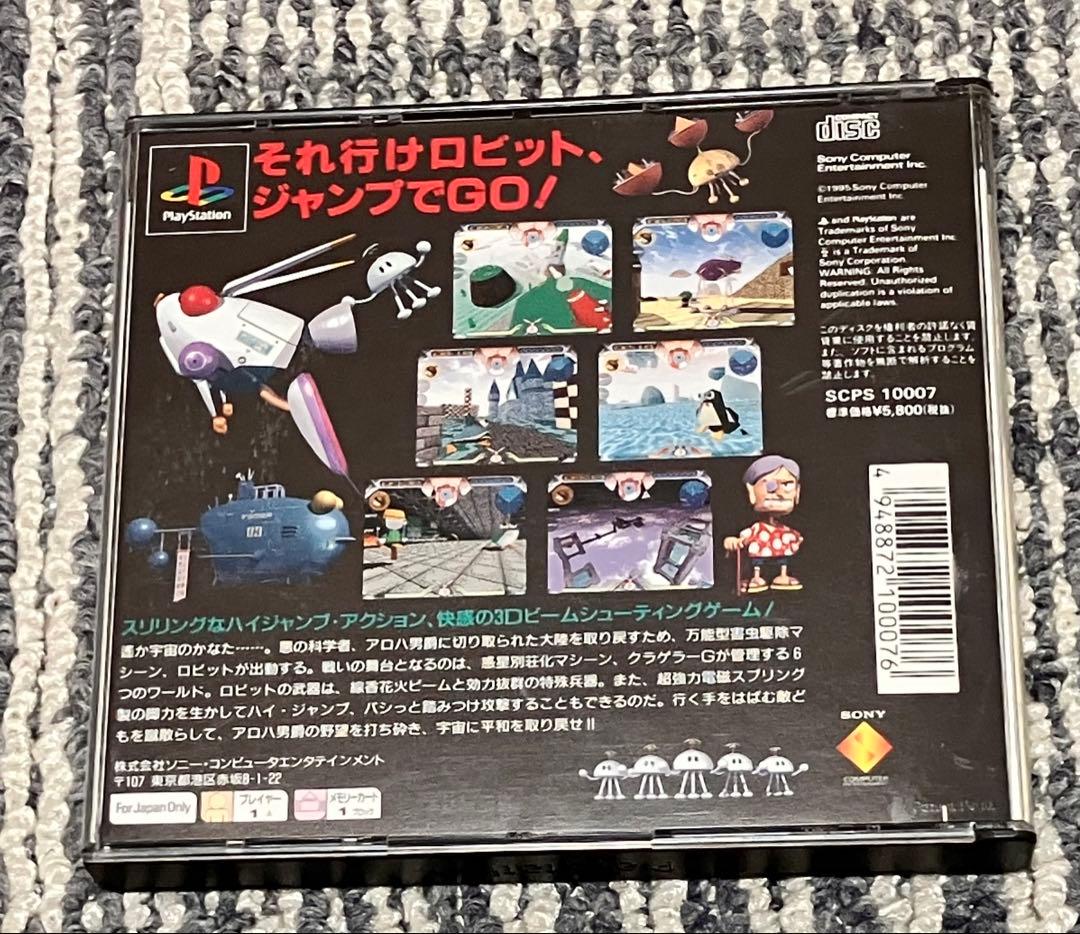 PlayStation
それ行けロビット、
ジャンプでGO!
COMPACT
disc
Sony Computer
Entertainment Inc.
©1995 Sony Computer
Entertainment Inc.
and PlayStation are
Trademarks of Sony
Computer Entertainment Inc.
is a Trademark of
Sony Corporation.
WARNING: All Rights
Reserved. Unauthorized
duplication is a violation of
applicable laws.
このディスクを権利者の許諾なく賃
貸業に使用することを禁止します。
また、ソフトに含まれるプログラム
等著作物を無断で解析することを
禁止します。
SCPS 10007
標準価格¥5,800(税抜)
4 948872 100076
スリリングなハイジャンプ・アクション、快感の3Dビームシューティングゲーム!
遙か宇宙のかなた……。悪の科学者、アロハ男爵に切り取られた大陸を取り戻すため、万能型害虫駆除マ
シーン、ロビットが出動する。戦いの舞台となるのは、惑星別荘化マシーン、クラゲラーGが管理する6
つのワールド。ロビットの武器は、線香花火ビームと効力抜群の特殊兵器。また、超強力電磁スプリング
製の脚力を生かしてハイ・ジャンプ、バシっと踏みつけ攻撃することもできるのだ。行く手をはばむ敵ど
もを蹴散らして、アロハ男爵の野望を打ち砕き、宇宙に平和を取り戻せ!!
株式会社ソニー・コンピュータエンタテインメント
〒107 東京都港区赤坂8-1-22
For Japan Only
プレイヤー
1人
メモリーカード
1ブロック
SONY
COMPUTER
ENTERTAINMENT